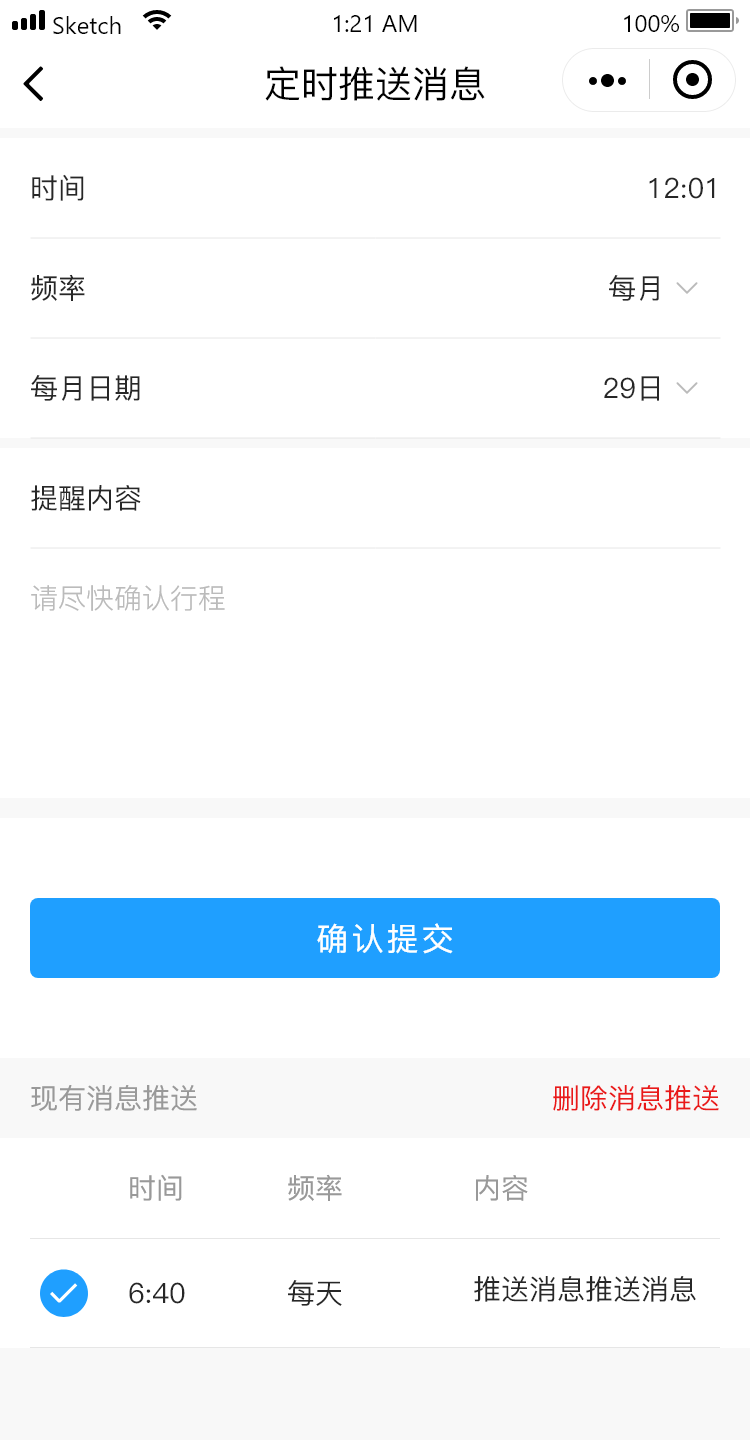 Sketch 1:21 AM 100%
定时推送消息
时间 12:01
频率 每月
每月日期 29日
提醒内容
请尽快确认行程
确认提交
现有消息推送 删除消息推送
时间 频率 内容
6:40 每天 推送消息推送消息